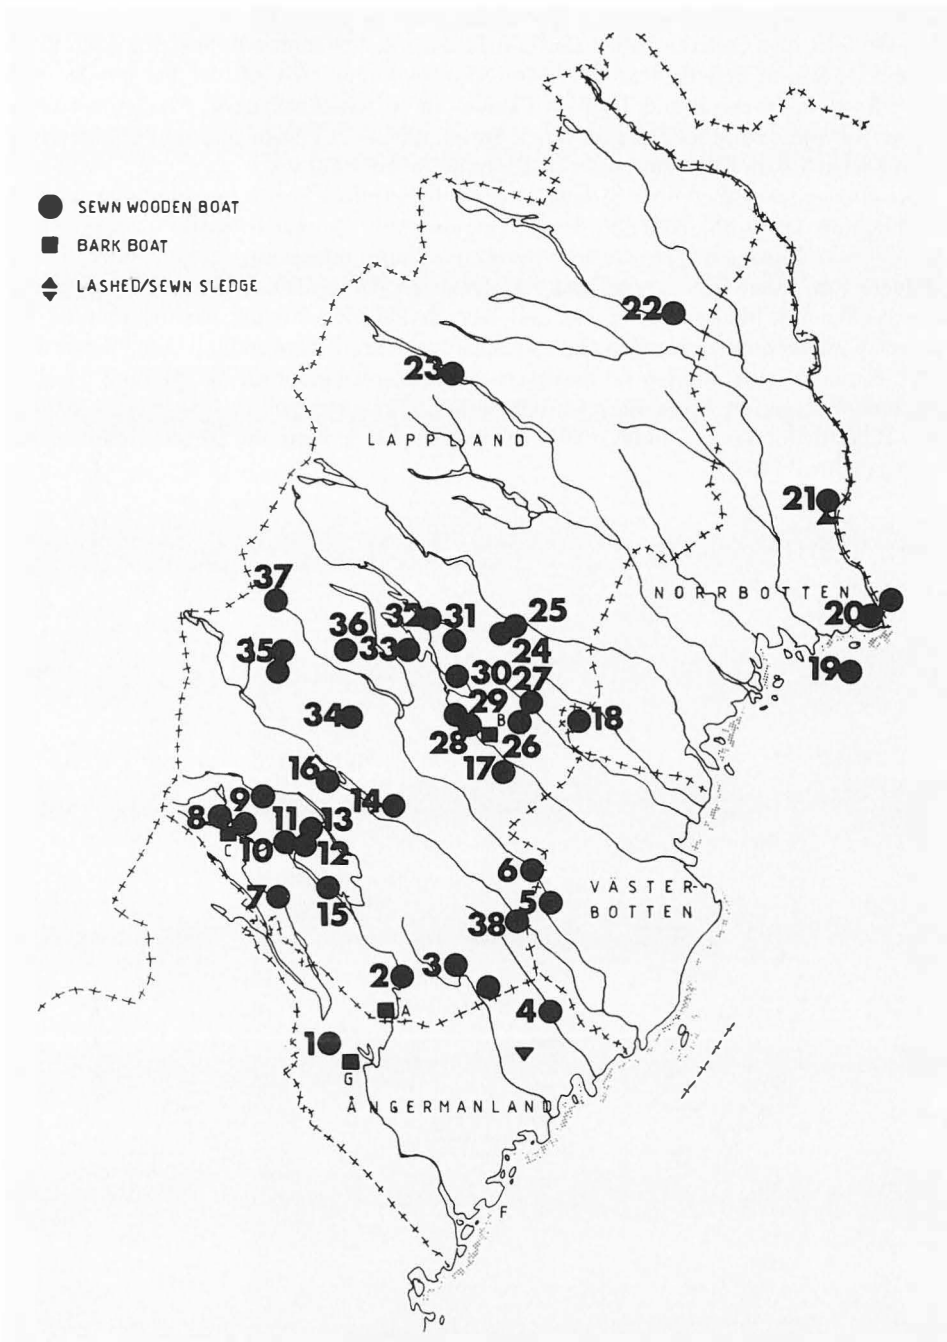 SEWN WOODEN BOAT
BARK BOAT
LASHED/SEWN SLEDGE
22
23
LAPPLAND
21
37
NORRBOTTEN
32 31 25
20
36
35 33 24
19
30 27
34 29 B 18
28 26
17
16
14
9
8 11 13
C 10 12
6
7 15 5
VÄSTER-
BOTTEN
38
3
2
A 4
1
G
ÅNGERMANLAND
F